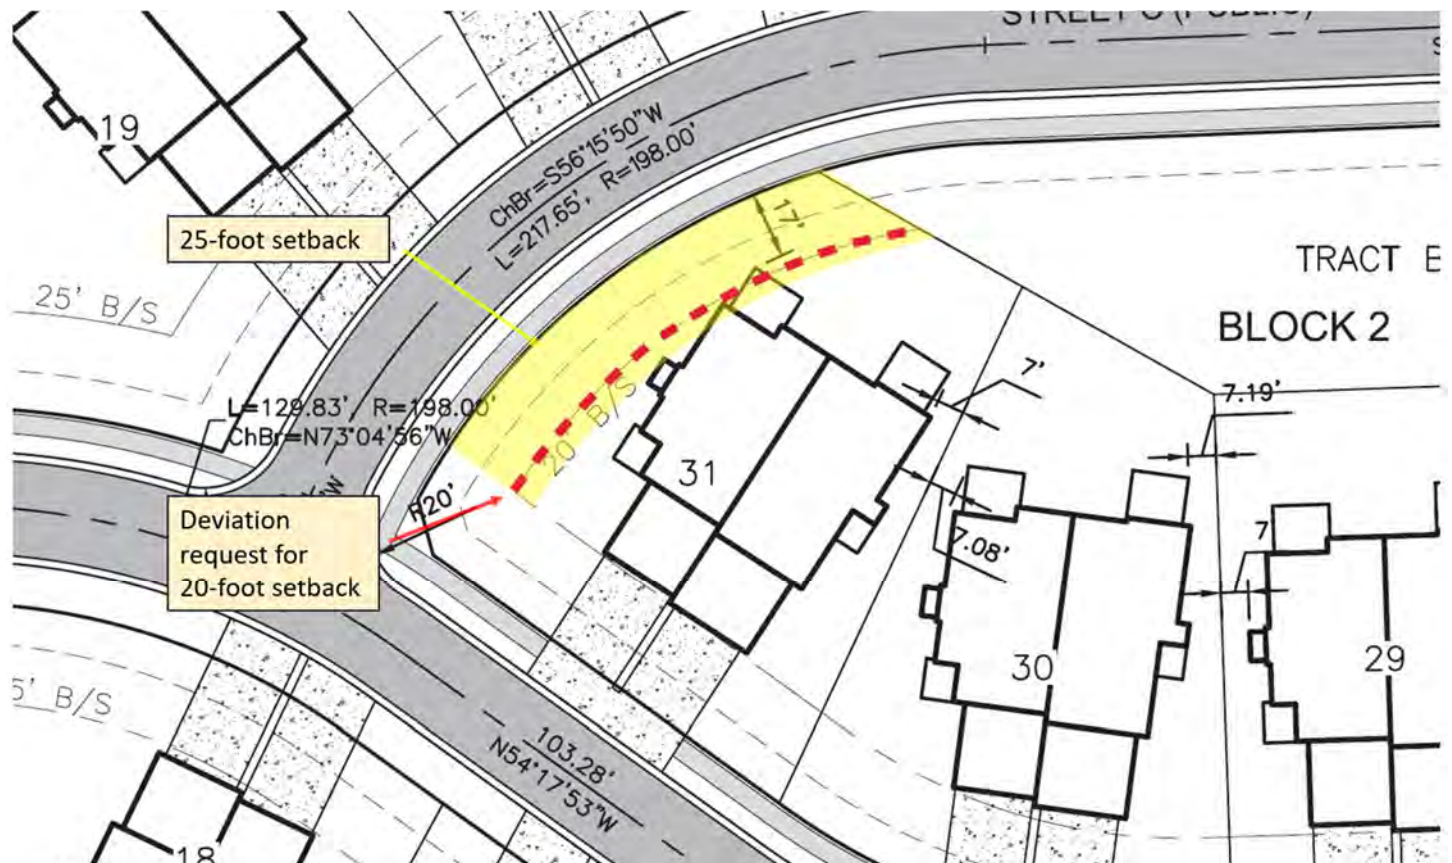 STREET C (PUBLIC)
S
19
ChBr=S56°15'50"W
L=217.65', R=198.00'
17'
25-foot setback
TRACT E
25' B/S
BLOCK 2
7'
7.19'
L=129.83', R=198.00'
ChBr=N73°04'56"W
20 B/S
31
W
R20'
Deviation
request for
20-foot setback
7
7.08'
30
29
5' B/S
103.28'
N54°17'53"W
18